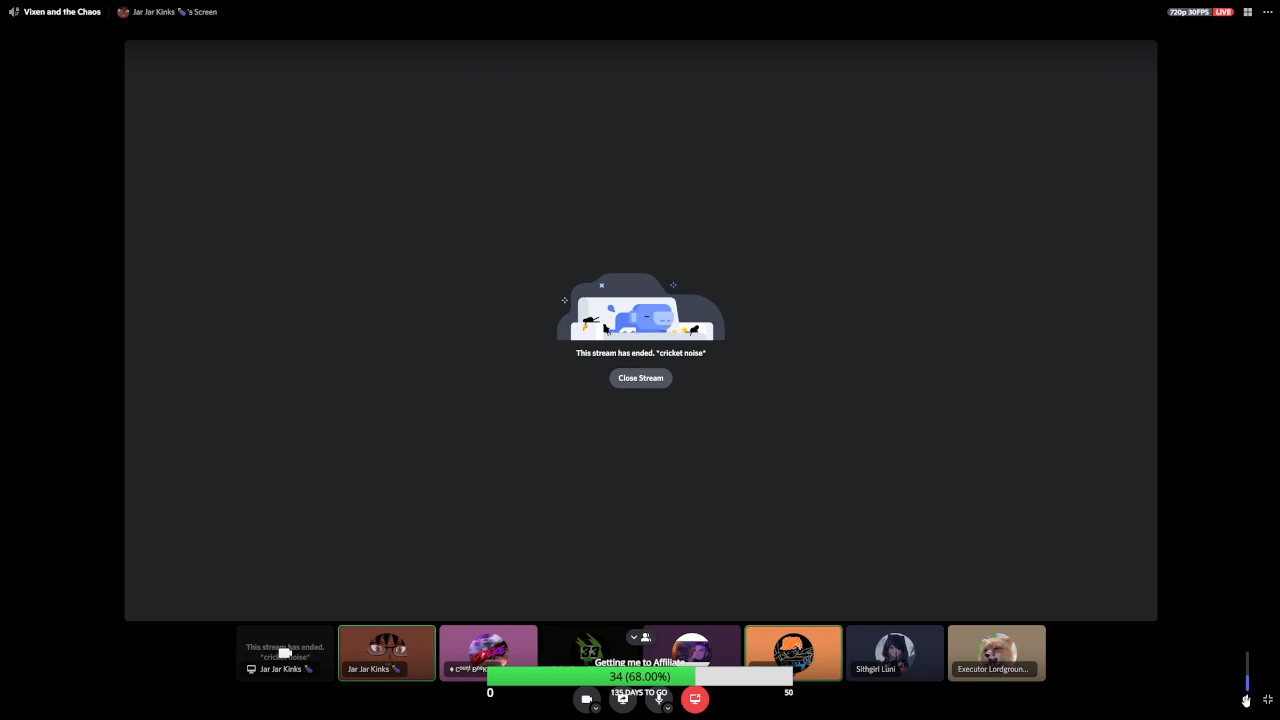 Vixen and the Chaos
Jar Jar Kinks 🍆's Screen
720p 30FPS LIVE
This stream has ended. *cricket noise*
Close Stream
This stream has ended.
*cricket noise*
Jar Jar Kinks 🍆
Jar Jar Kinks 🍆
Sithgirl Luni
Executor Lordgroun...
Getting me to Affiliate
34 (68.00%)
0
135 DAYS TO GO
50